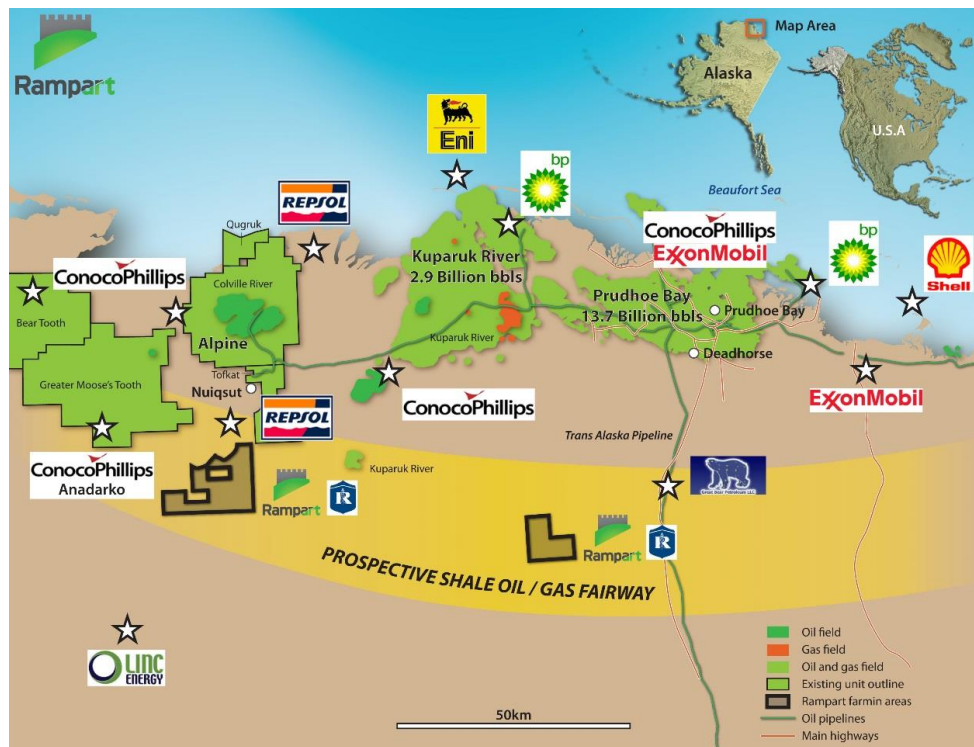 Rampart
Map Area
Alaska
U.S.A
Eni
bp
Beaufort Sea
REPSOL
Qugruk
ConocoPhillips
ExxonMobil
bp
Shell
ConocoPhillips
Kuparuk River
2.9 Billion bbls
Colville River
Prudhoe Bay
13.7 Billion bbls
Prudhoe Bay
Bear Tooth
Alpine
Kuparuk River
Deadhorse
Tofkat
Greater Moose's Tooth
Nuiqsut
REPSOL
ConocoPhillips
ExxonMobil
Trans Alaska Pipeline
ConocoPhillips
Anadarko
Kuparuk River
Rampart
R
Rampart
R
PROSPECTIVE SHALE OIL / GAS FAIRWAY
LINC
ENERGY
Oil field
Gas field
Oil and gas field
Existing unit outline
Rampart farmin areas
Oil pipelines
Main highways
50km